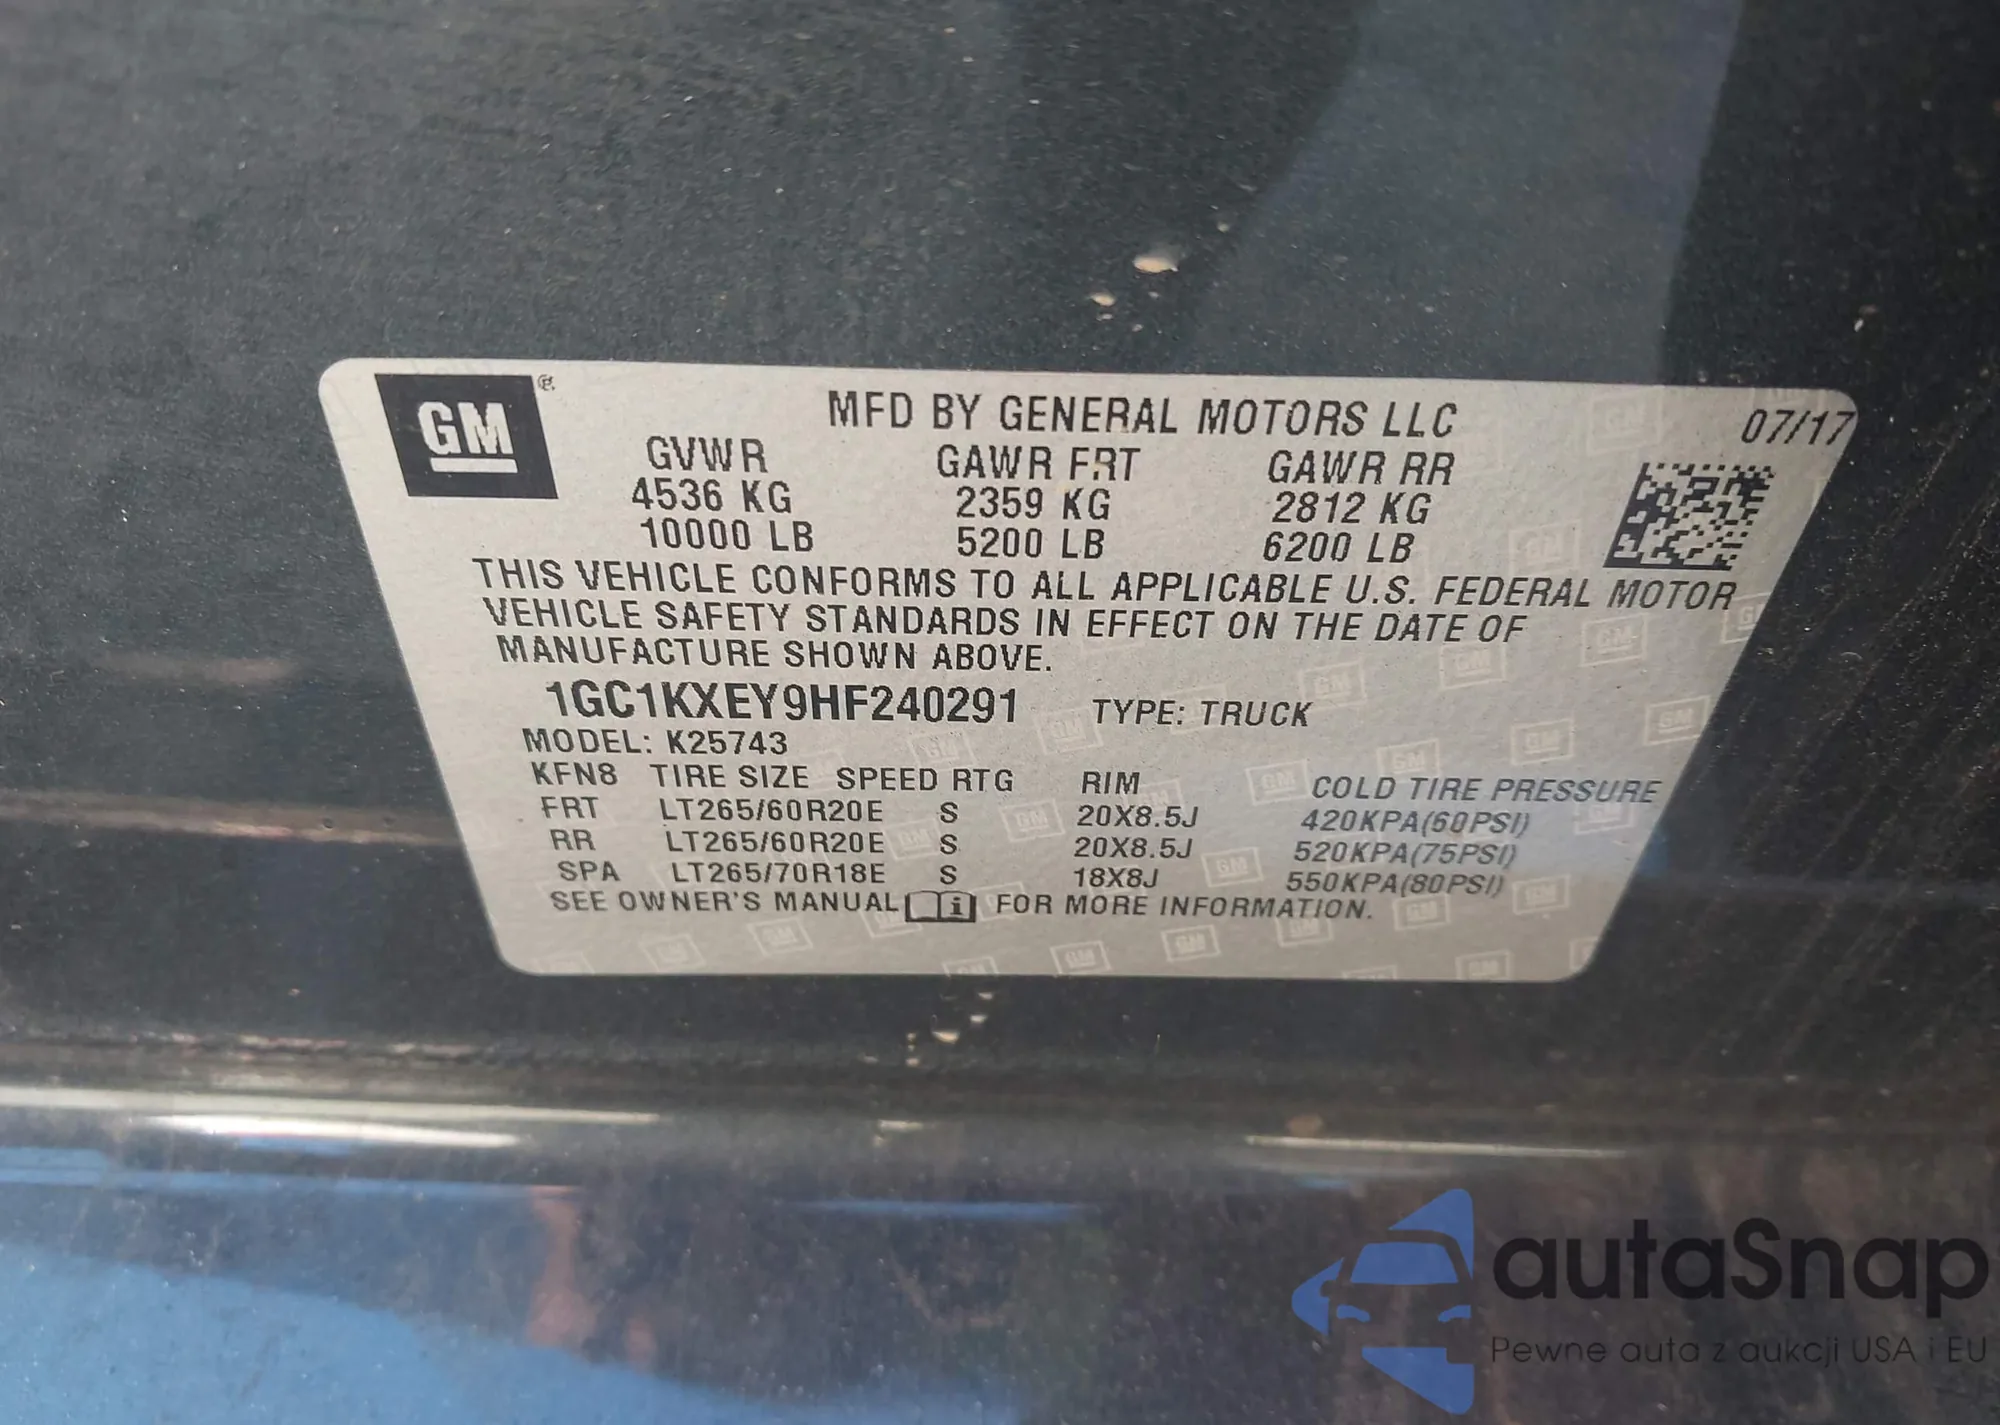 GM ®
MFD BY GENERAL MOTORS LLC 07/17
GVWR GAWR FRT GAWR RR
4536 KG 2359 KG 2812 KG
10000 LB 5200 LB 6200 LB
THIS VEHICLE CONFORMS TO ALL APPLICABLE U.S. FEDERAL MOTOR
VEHICLE SAFETY STANDARDS IN EFFECT ON THE DATE OF
MANUFACTURE SHOWN ABOVE.
1GC1KXEY9HF240291 TYPE: TRUCK
MODEL: K25743
KFN8 TIRE SIZE SPEED RTG RIM COLD TIRE PRESSURE
FRT LT265/60R20E S 20X8.5J 420KPA(60PSI)
RR LT265/60R20E S 20X8.5J 520KPA(75PSI)
SPA LT265/70R18E S 18X8J 550KPA(80PSI)
SEE OWNER'S MANUAL i FOR MORE INFORMATION.
autaSnap
Pewne auta z aukcji USA i EU